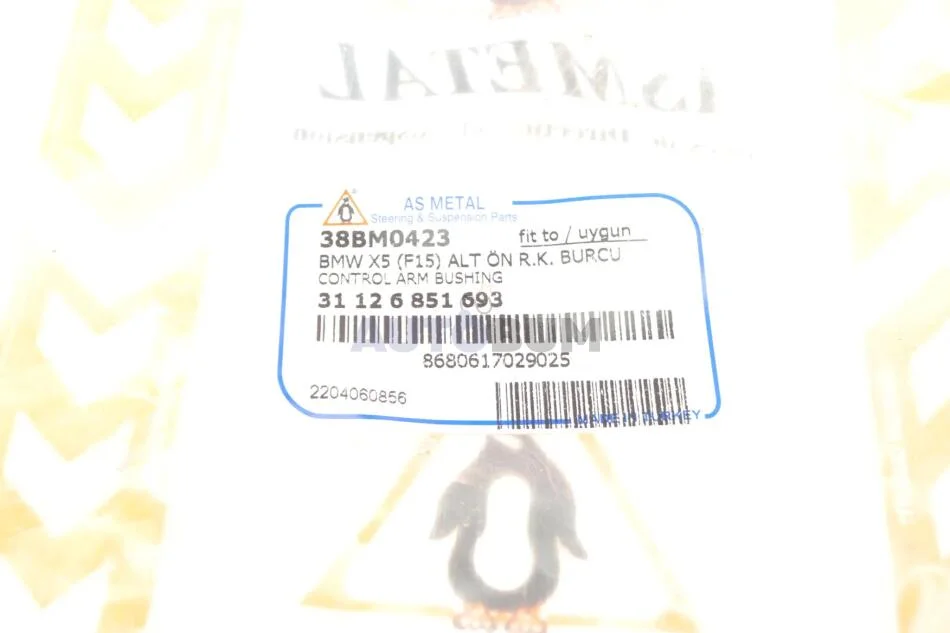 AS METAL
Steering & Suspension Parts
38BM0423 fit to / uygun
BMW X5 (F15) ALT ÖN R.K. BURCU
CONTROL ARM BUSHING
31 12 6 851 693
AUTOBUM
8680617029025
2204060856
MADE IN TURKEY